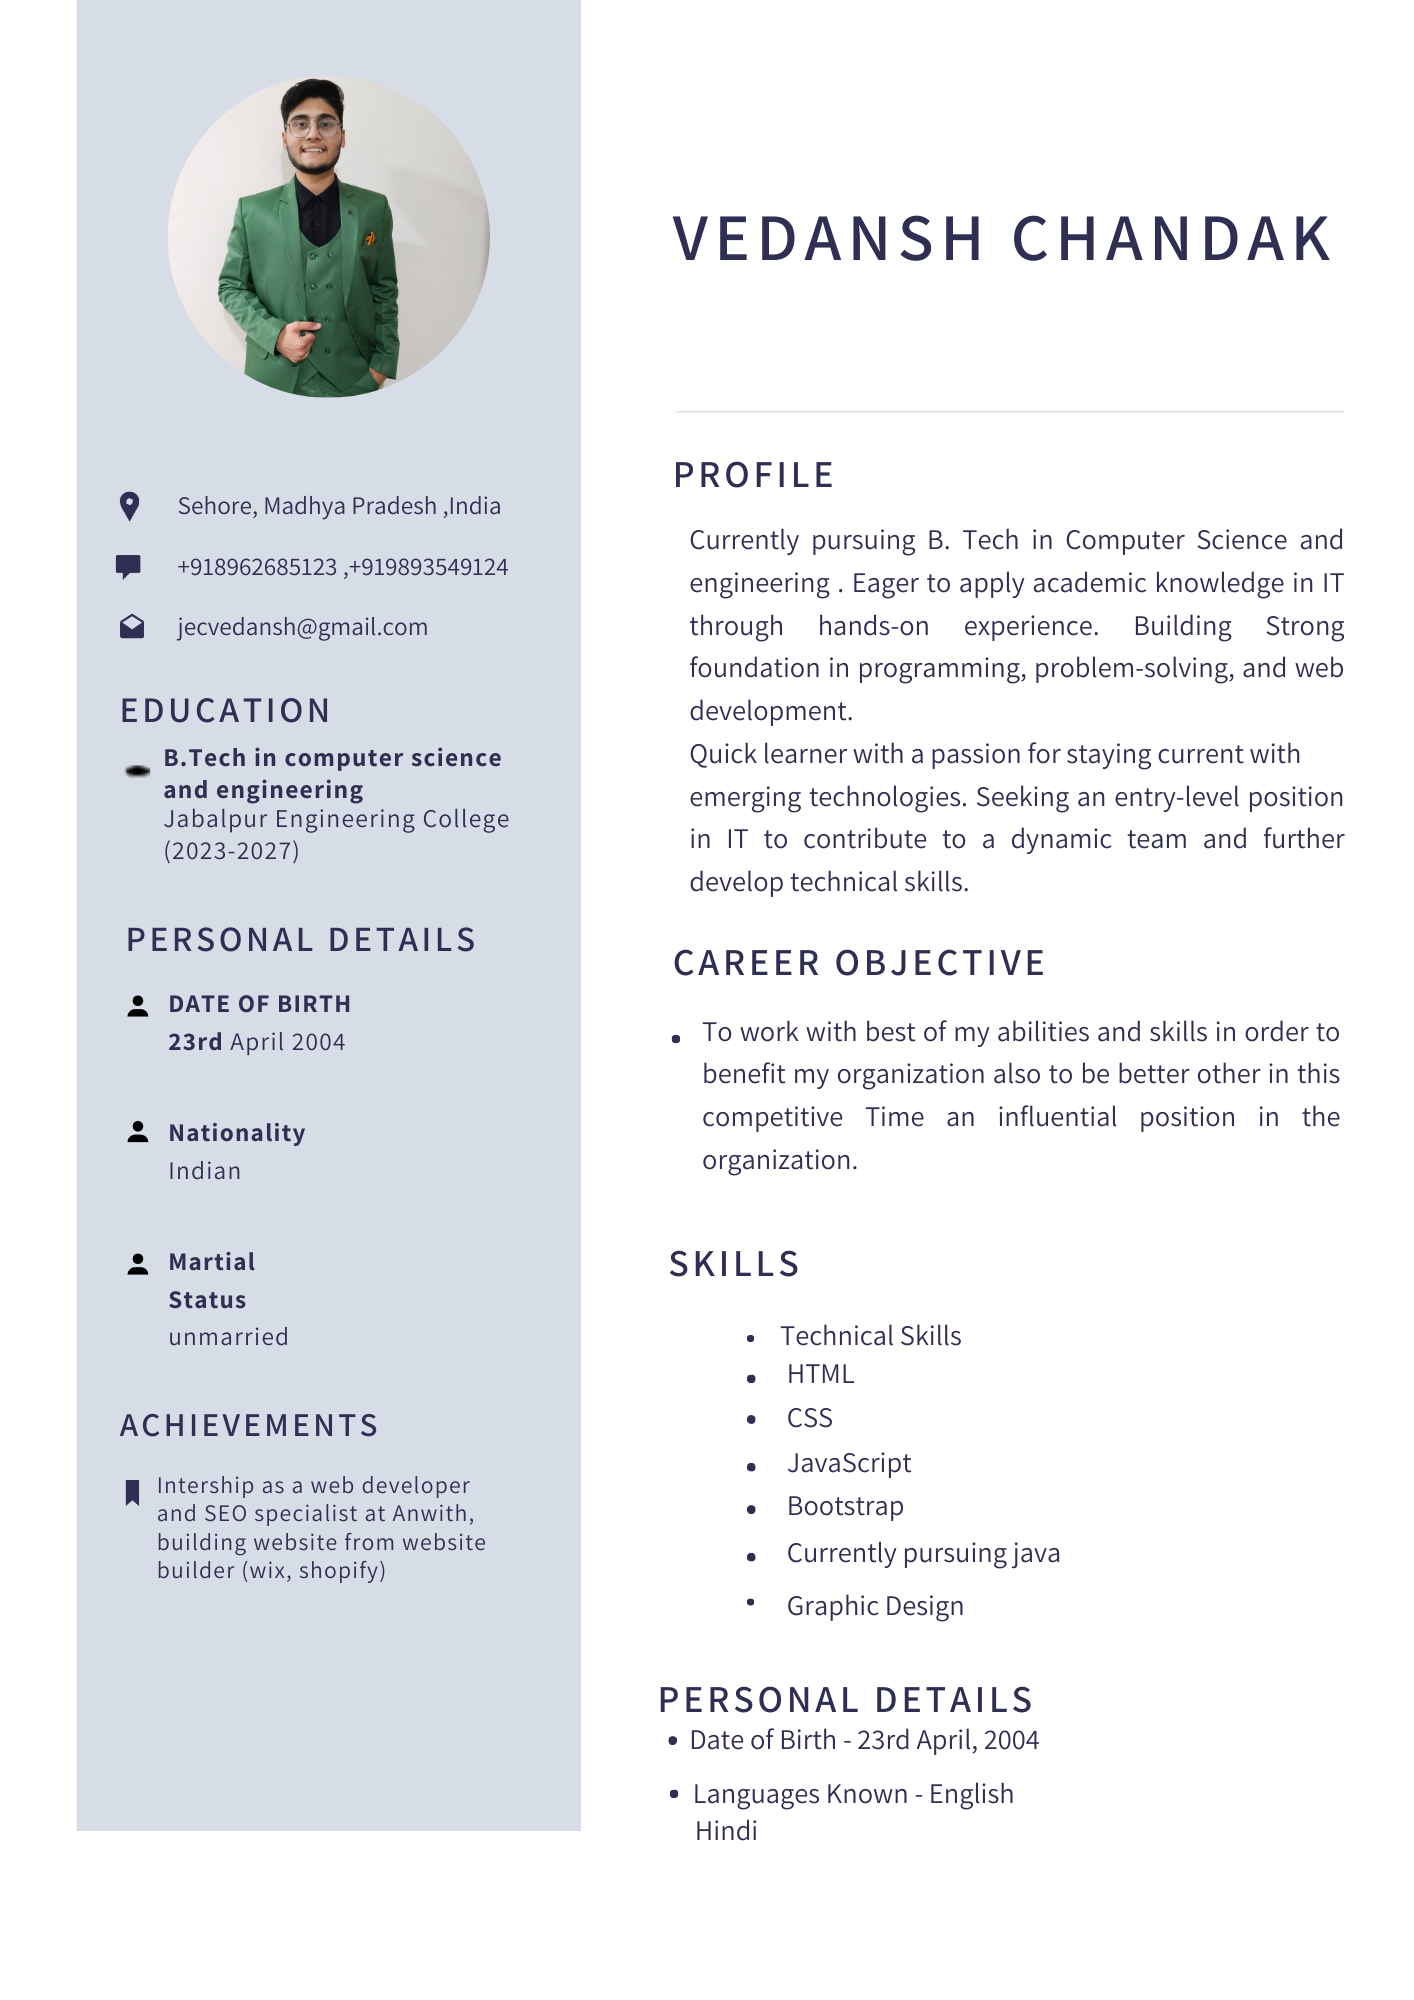 VEDANSH CHANDAK
Sehore, Madhya Pradesh ,India
+918962685123 ,+919893549124
jecvedansh@gmail.com
EDUCATION
B.Tech in computer science
and engineering
Jabalpur Engineering College
(2023-2027)
PERSONAL DETAILS
DATE OF BIRTH
23rd April 2004
Nationality
Indian
Martial
Status
unmarried
ACHIEVEMENTS
Intership as a web developer
and SEO specialist at Anwith,
building website from website
builder (wix, shopify)
PROFILE
Currently pursuing B. Tech in Computer Science and
engineering . Eager to apply academic knowledge in IT
through hands-on experience. Building Strong
foundation in programming, problem-solving, and web
development.
Quick learner with a passion for staying current with
emerging technologies. Seeking an entry-level position
in IT to contribute to a dynamic team and further
develop technical skills.
CAREER OBJECTIVE
• To work with best of my abilities and skills in order to
benefit my organization also to be better other in this
competitive Time an influential position in the
organization.
SKILLS
• Technical Skills
• HTML
• CSS
• JavaScript
• Bootstrap
• Currently pursuing java
• Graphic Design
PERSONAL DETAILS
• Date of Birth - 23rd April, 2004
• Languages Known - English
Hindi